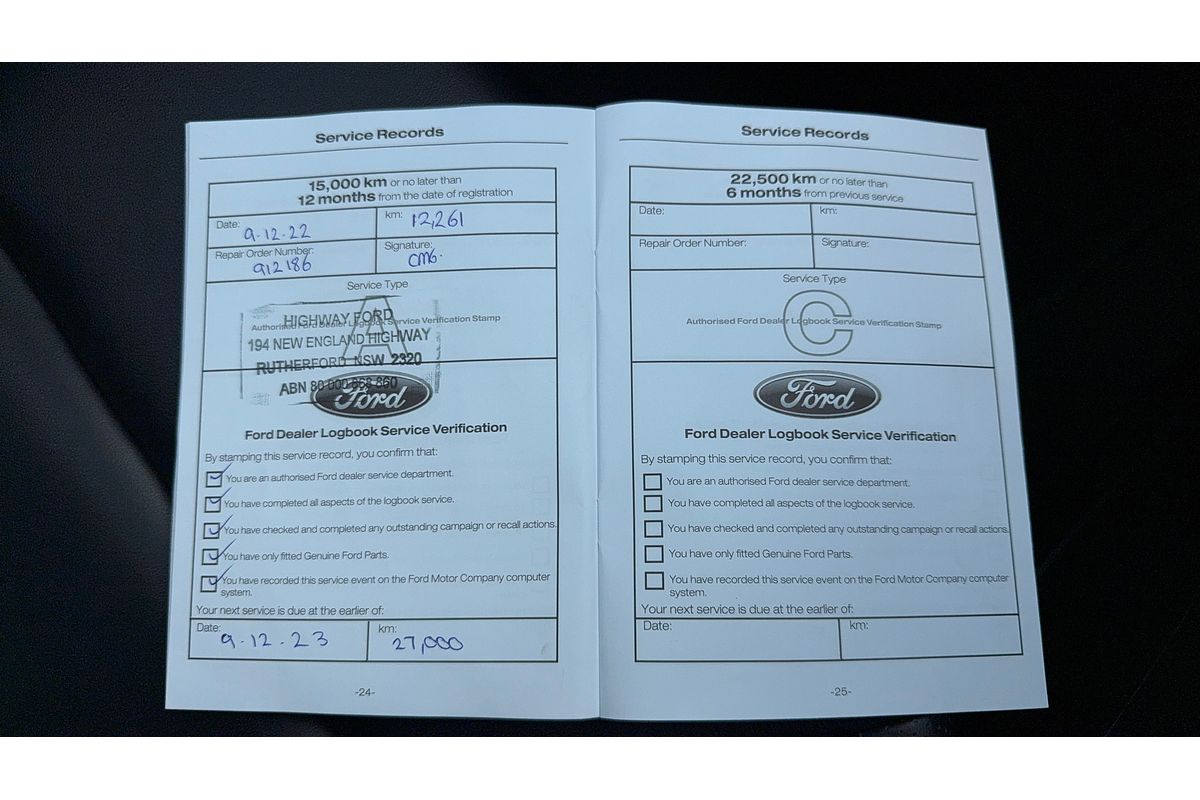 Service Records
15,000 km or no later than
12 months from the date of registration
Date: 9.12.22
km: 12,261
Repair Order Number: 912186
Signature: CMG.
Service Type
A
Authorised Ford Dealer Logbook Service Verification Stamp
HIGHWAY FORD
194 NEW ENGLAND HIGHWAY
RUTHERFORD NSW 2320
ABN 80 000 668 860
Ford
Ford Dealer Logbook Service Verification
By stamping this service record, you confirm that:
You are an authorised Ford dealer service department.
You have completed all aspects of the logbook service.
You have checked and completed any outstanding campaign or recall actions.
You have only fitted Genuine Ford Parts.
You have recorded this service event on the Ford Motor Company computer
system.
Your next service is due at the earlier of:
Date: 9.12.23
km: 27,000
-24-
Service Records
22,500 km or no later than
6 months from previous service
Date:
km:
Repair Order Number:
Signature:
Service Type
C
Authorised Ford Dealer Logbook Service Verification Stamp
Ford
Ford Dealer Logbook Service Verification
By stamping this service record, you confirm that:
You are an authorised Ford dealer service department.
You have completed all aspects of the logbook service.
You have checked and completed any outstanding campaign or recall actions.
You have only fitted Genuine Ford Parts.
You have recorded this service event on the Ford Motor Company computer
system.
Your next service is due at the earlier of:
Date:
km:
-25-